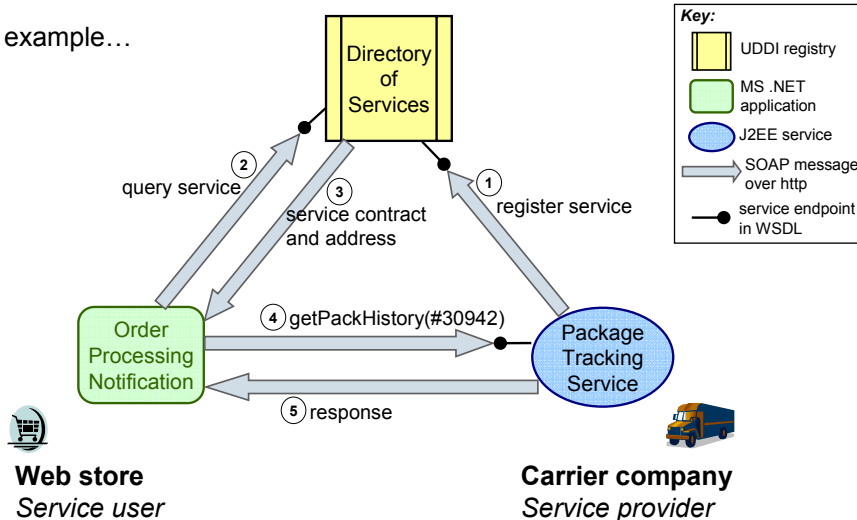 example…
Key:
UDDI registry
MS .NET
application
J2EE service
SOAP message
over http
service endpoint
in WSDL
Directory
of
Services
1
register service
2
query service
3
service contract
and address
4 getPackHistory(#30942)
5 response
Order
Processing
Notification
Package
Tracking
Service
Web store
Service user
Carrier company
Service provider